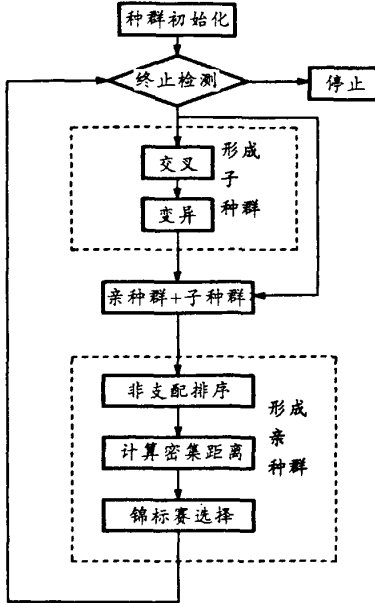 种群初始化
终止检测
停止
交叉
变异
形成
子
种群
亲种群+子种群
非支配排序
计算密集距离
锦标赛选择
形成
亲
种群